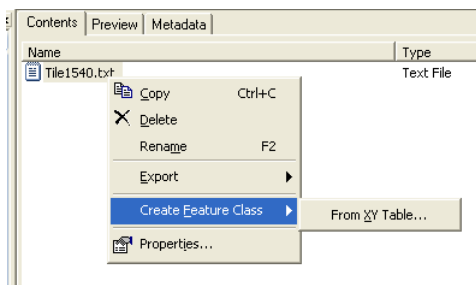 Contents Preview Metadata
Name Type
Tile1540.txt Text File
Copy Ctrl+C
Delete
Rename F2
Export
Create Feature Class From XY Table...
Properties...